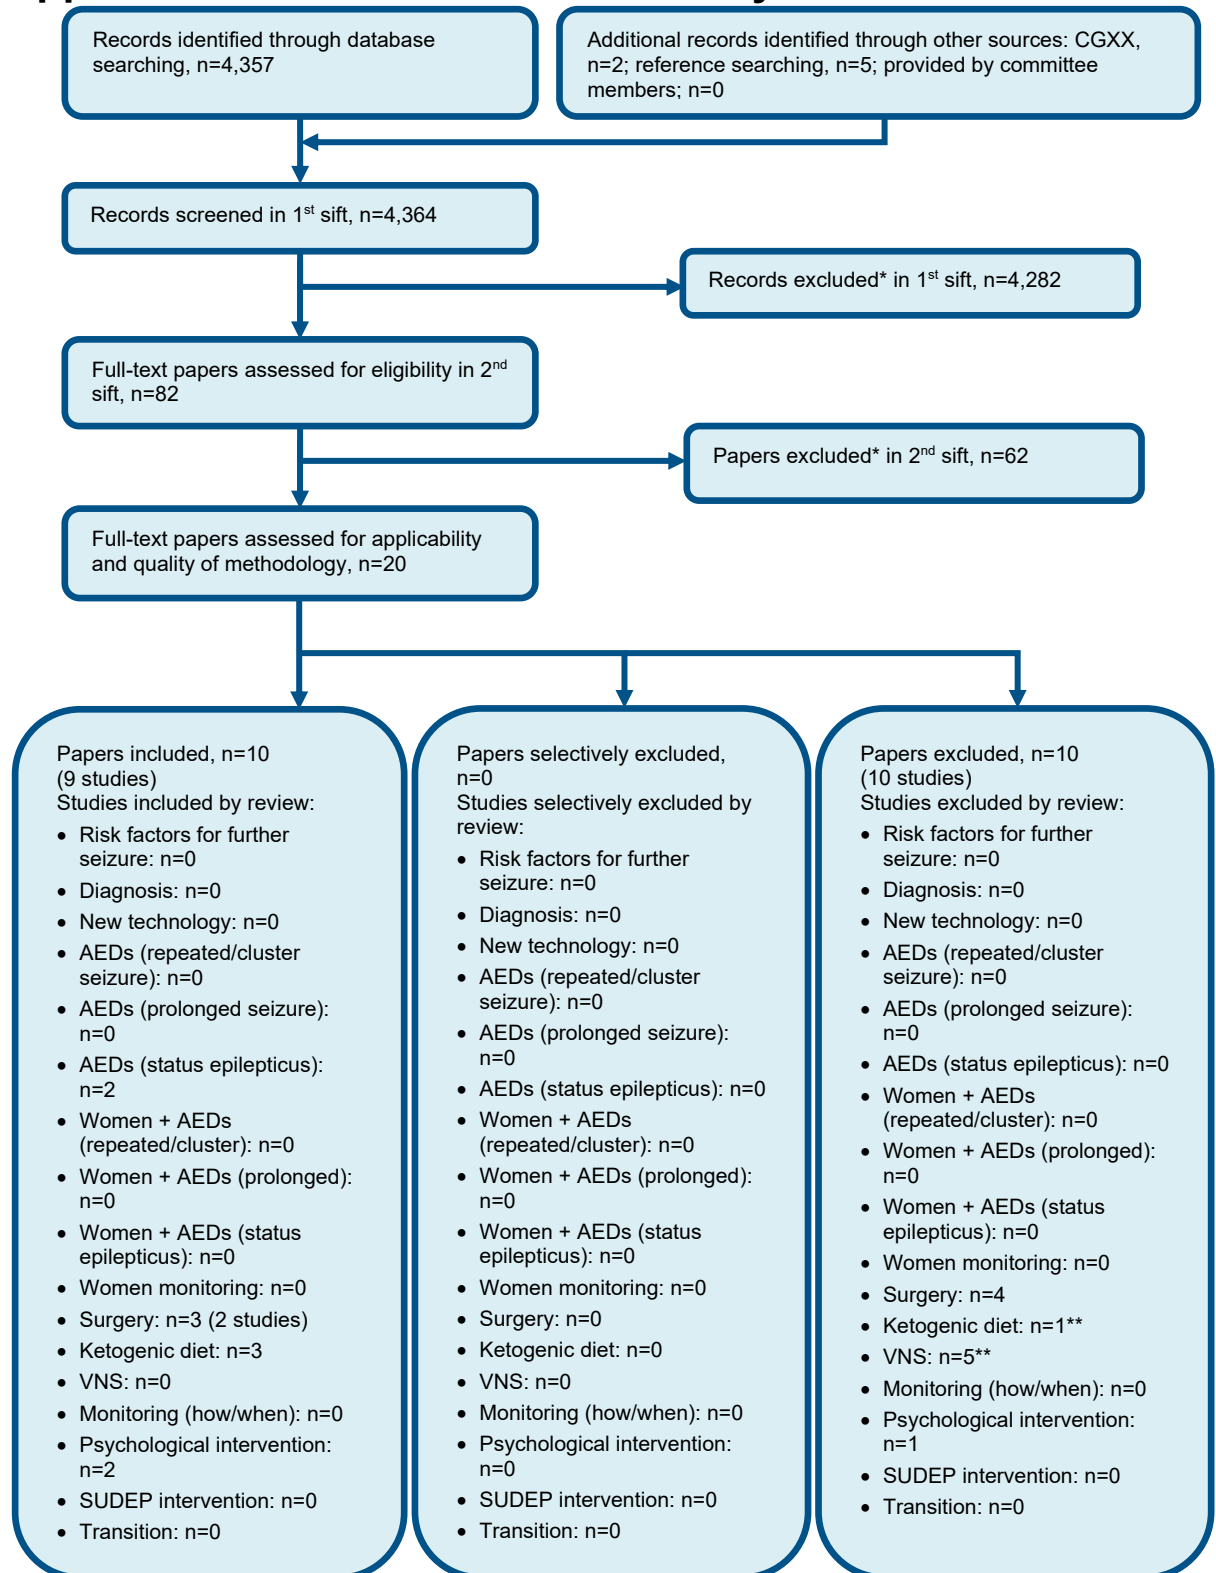 Records identified through database
searching, n=4,357
Additional records identified through other sources: CGXX,
n=2; reference searching, n=5; provided by committee
members; n=0
Records screened in 1st sift, n=4,364
Records excluded* in 1st sift, n=4,282
Full-text papers assessed for eligibility in 2nd
sift, n=82
Papers excluded* in 2nd sift, n=62
Full-text papers assessed for applicability
and quality of methodology, n=20
Papers included, n=10
(9 studies)
Studies included by review:
• Risk factors for further
seizure: n=0
• Diagnosis: n=0
• New technology: n=0
• AEDs (repeated/cluster
seizure): n=0
• AEDs (prolonged seizure):
n=0
• AEDs (status epilepticus):
n=2
• Women + AEDs
(repeated/cluster): n=0
• Women + AEDs (prolonged):
n=0
• Women + AEDs (status
epilepticus): n=0
• Women monitoring: n=0
• Surgery: n=3 (2 studies)
• Ketogenic diet: n=3
• VNS: n=0
• Monitoring (how/when): n=0
• Psychological intervention:
n=2
• SUDEP intervention: n=0
• Transition: n=0
Papers selectively excluded,
n=0
Studies selectively excluded by
review:
• Risk factors for further
seizure: n=0
• Diagnosis: n=0
• New technology: n=0
• AEDs (repeated/cluster
seizure): n=0
• AEDs (prolonged seizure):
n=0
• AEDs (status epilepticus): n=0
• Women + AEDs
(repeated/cluster): n=0
• Women + AEDs (prolonged):
n=0
• Women + AEDs (status
epilepticus): n=0
• Women monitoring: n=0
• Surgery: n=0
• Ketogenic diet: n=0
• VNS: n=0
• Monitoring (how/when): n=0
• Psychological intervention:
n=0
• SUDEP intervention: n=0
• Transition: n=0
Papers excluded, n=10
(10 studies)
Studies excluded by review:
• Risk factors for further
seizure: n=0
• Diagnosis: n=0
• New technology: n=0
• AEDs (repeated/cluster
seizure): n=0
• AEDs (prolonged seizure):
n=0
• AEDs (status epilepticus): n=0
• Women + AEDs
(repeated/cluster): n=0
• Women + AEDs (prolonged):
n=0
• Women + AEDs (status
epilepticus): n=0
• Women monitoring: n=0
• Surgery: n=4
• Ketogenic diet: n=1**
• VNS: n=5**
• Monitoring (how/when): n=0
• Psychological intervention:
n=1
• SUDEP intervention: n=0
• Transition: n=0